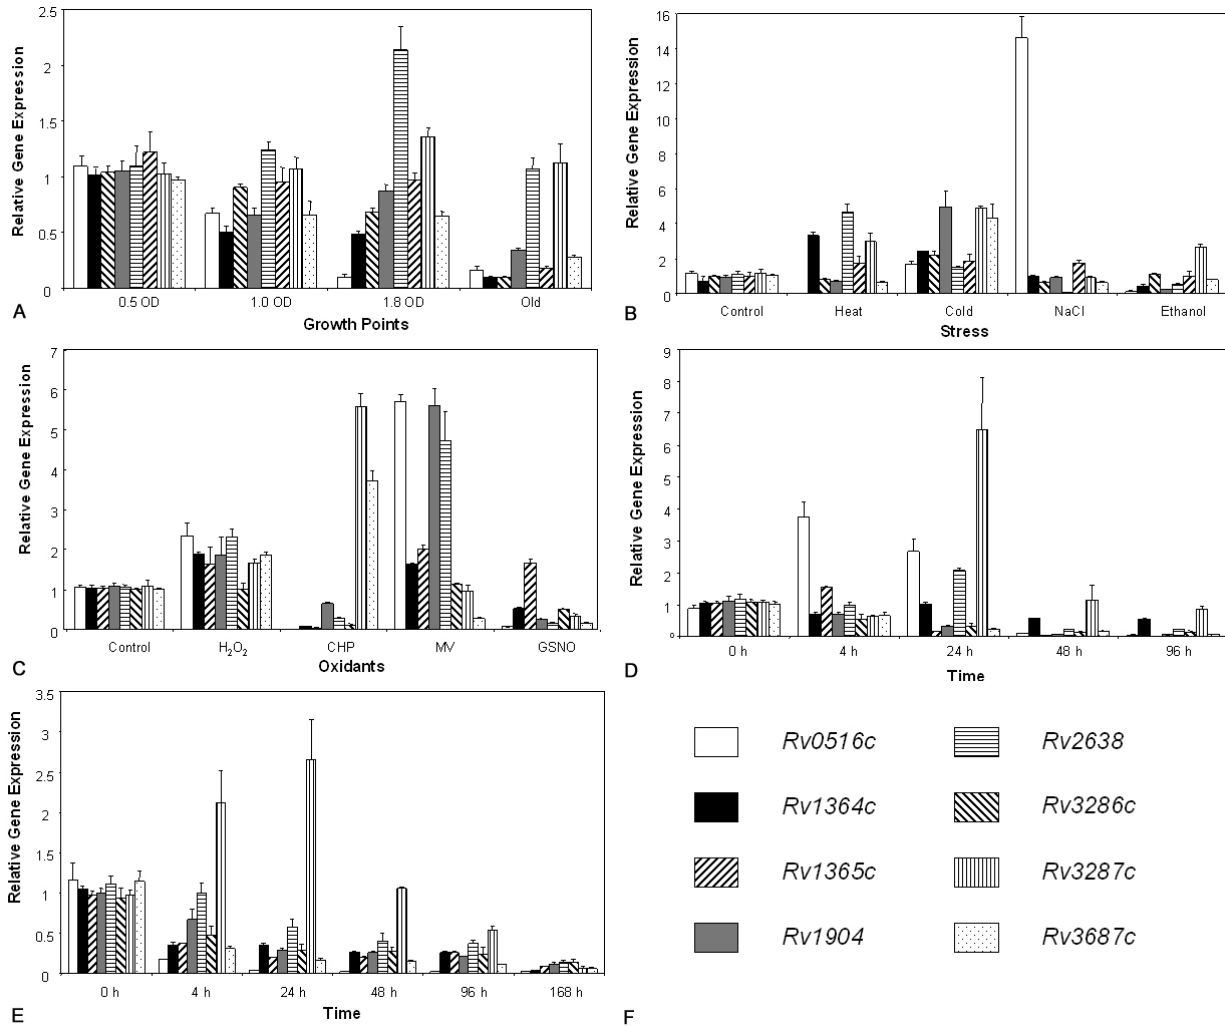 Relative Gene Expression
2.5
2
1.5
1
0.5
0
0.5 OD 1.0 OD 1.8 OD Old
Growth Points
A
Relative Gene Expression
16
14
12
10
8
6
4
2
0
Control Heat Cold NaCl Ethanol
Stress
B
Relative Gene Expression
7
6
5
4
3
2
1
0
Control H₂O₂ CHP MV GSNO
Oxidants
C
Relative Gene Expression
9
8
7
6
5
4
3
2
1
0
0 h 4 h 24 h 48 h 96 h
Time
D
Relative Gene Expression
3.5
3
2.5
2
1.5
1
0.5
0
0 h 4 h 24 h 48 h 96 h 168 h
Time
E
Rv0516c Rv2638
Rv1364c Rv3286c
Rv1365c Rv3287c
Rv1904 Rv3687c
F